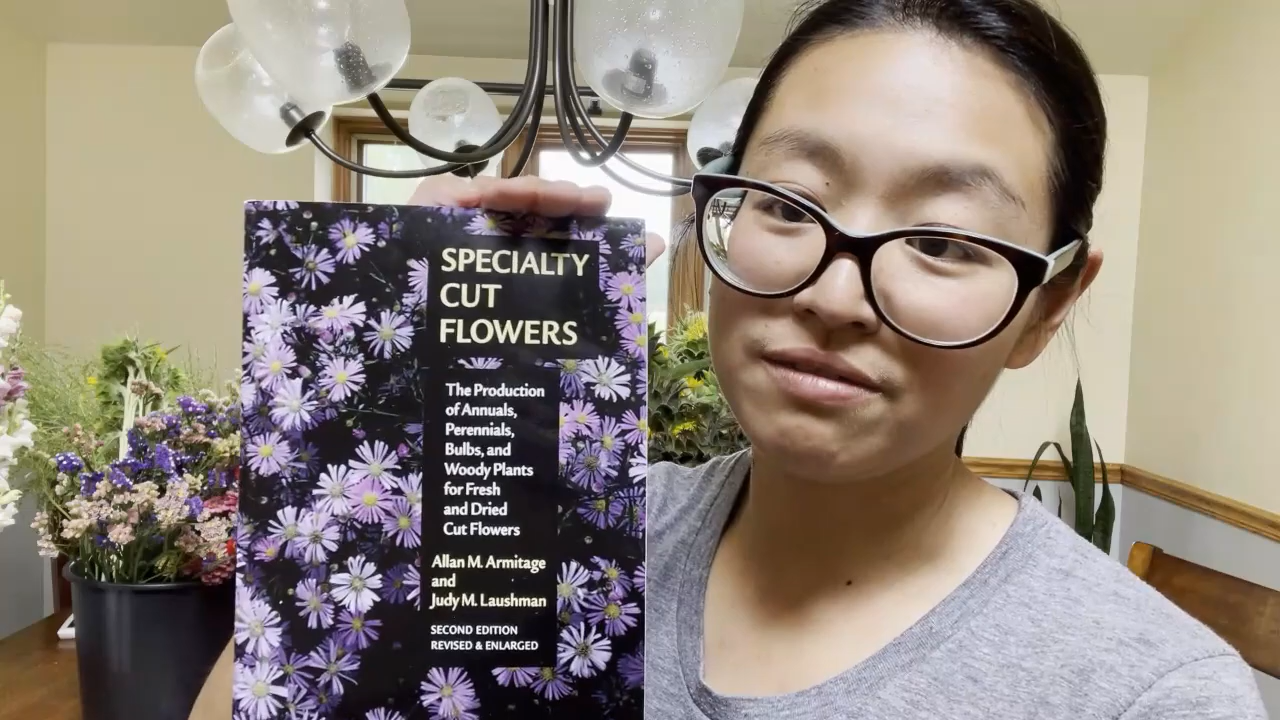 SPECIALTY
CUT
FLOWERS
The Production
of Annuals,
Perennials,
Bulbs, and
Woody Plants
for Fresh
and Dried
Cut Flowers
Allan M. Armitage
and
Judy M. Laushman
SECOND EDITION
REVISED & ENLARGED